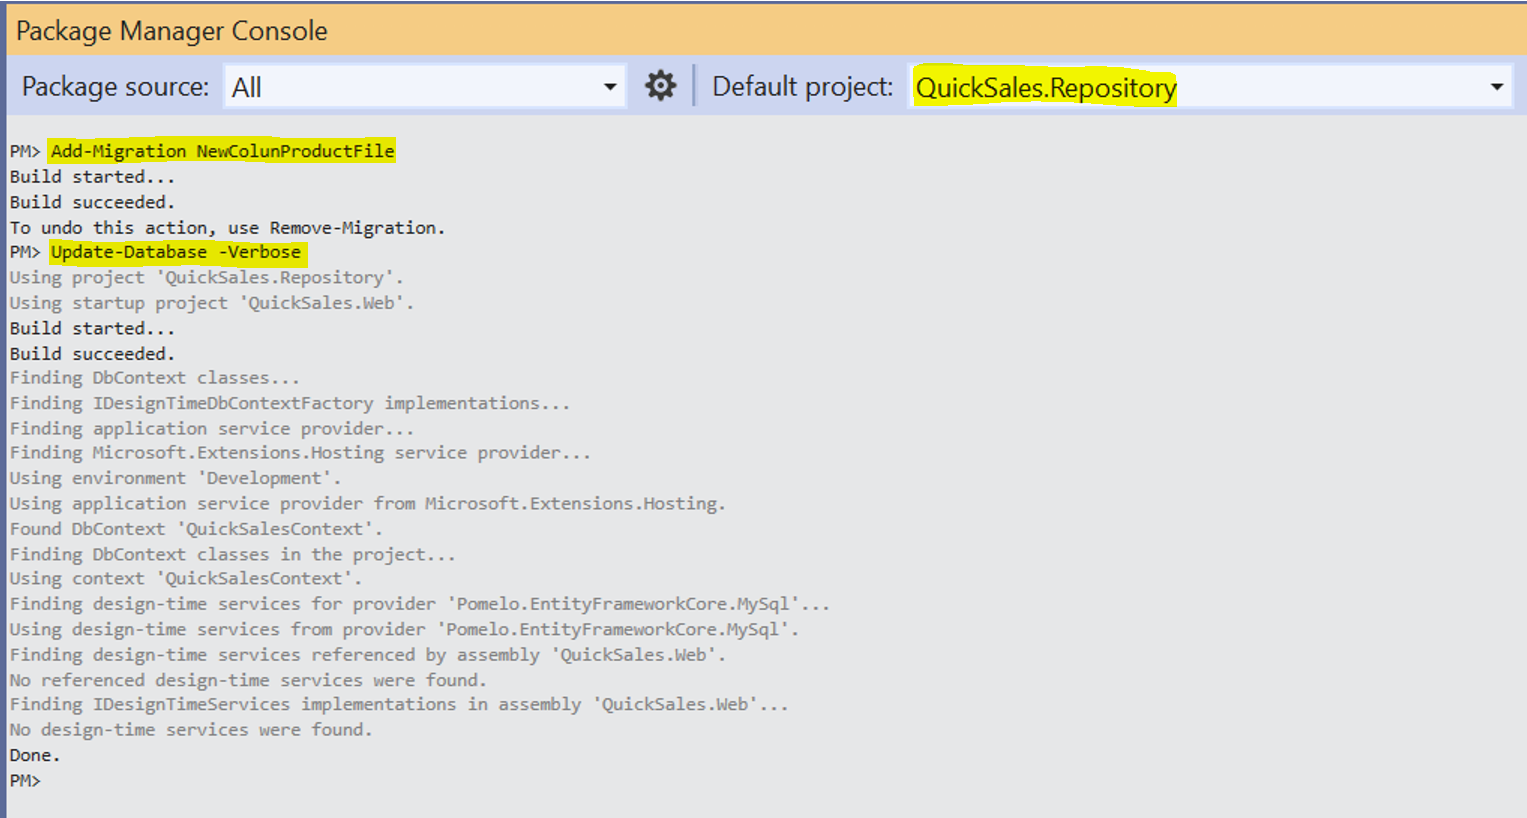 Package Manager Console
Package source: All Default project: QuickSales.Repository
PM> Add-Migration NewColunProductFile
Build started...
Build succeeded.
To undo this action, use Remove-Migration.
PM> Update-Database -Verbose
Using project 'QuickSales.Repository'.
Using startup project 'QuickSales.Web'.
Build started...
Build succeeded.
Finding DbContext classes...
Finding IDesignTimeDbContextFactory implementations...
Finding application service provider...
Finding Microsoft.Extensions.Hosting service provider...
Using environment 'Development'.
Using application service provider from Microsoft.Extensions.Hosting.
Found DbContext 'QuickSalesContext'.
Finding DbContext classes in the project...
Using context 'QuickSalesContext'.
Finding design-time services for provider 'Pomelo.EntityFrameworkCore.MySql'...
Using design-time services from provider 'Pomelo.EntityFrameworkCore.MySql'.
Finding design-time services referenced by assembly 'QuickSales.Web'.
No referenced design-time services were found.
Finding IDesignTimeServices implementations in assembly 'QuickSales.Web'...
No design-time services were found.
Done.
PM>